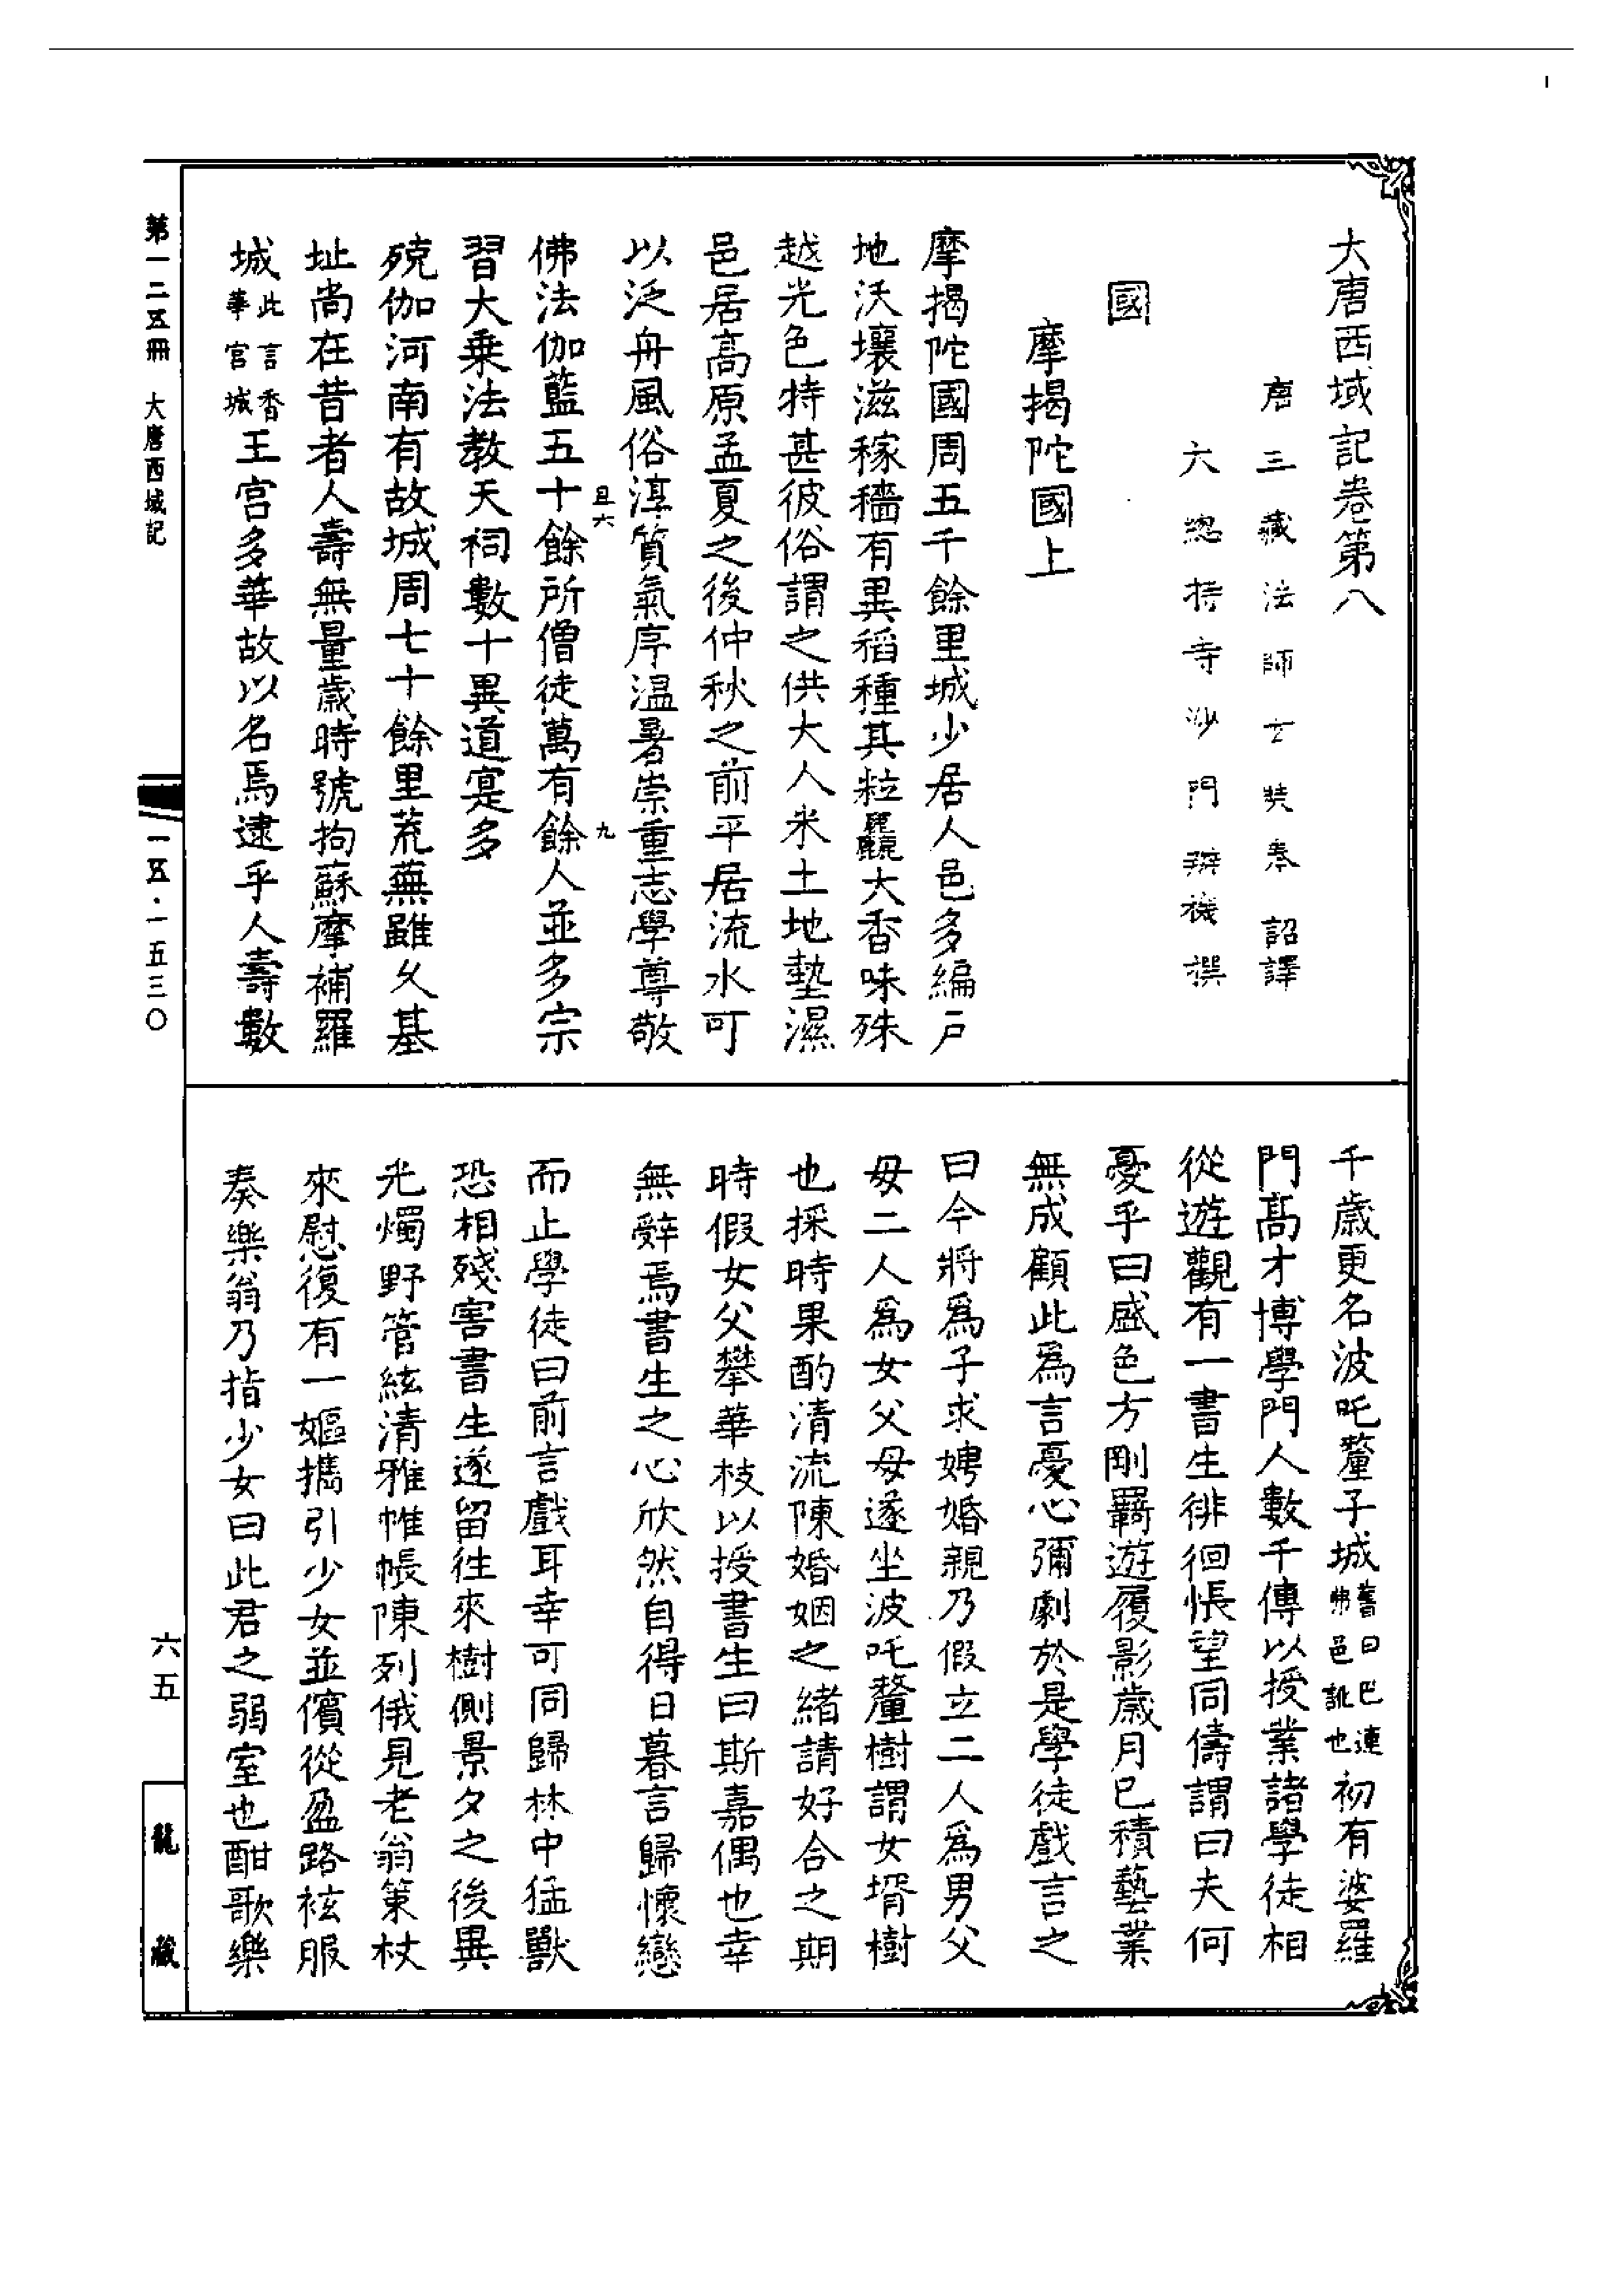 大唐西域記卷第八
唐三藏法師玄奘奉 詔譯
大總持寺沙門辯機撰
國
摩揭陀國上
摩揭陀國周五千餘里城少居人邑多編戶
地沃壤滋稼穡有異稻種其粒麤大香味殊
越光色特甚彼俗謂之供大人米土地墊濕
邑居高原孟夏之後仲秋之前平居流水可
以泛舟風俗淳質氣序溫暑崇重志學尊敬
旦六 九
佛法伽藍五十餘所僧徒萬有餘人並多宗
習大乗法教天祠數十異道寔多
殑伽河南有故城周七十餘里荒蕪雖乆基
址尚在昔者人壽無量歲時號拘蘇摩補羅
城此言香華宮城王宮多華故以名焉逮乎人壽數
千歲更名波吒釐子城舊曰巴連弗邑訛也初有婆羅
門髙才博學門人數千傳以授業諸學徒相
從遊觀有一書生徘徊悵望同儔謂曰夫何
憂乎曰盛色方剛羇遊履影歲月已積藝業
無成顧此爲言憂心彌劇於是學徒戲言之
曰今將爲子求娉婚親乃假立二人爲男父
母二人爲女父母遂坐波吒釐樹謂女壻樹
也採時果酌清流陳婚姻之緒請好合之期
時假女父攀華枝以授書生曰斯嘉偶也幸
無辭焉書生之心欣然自得日暮言歸懷戀
而止學徒曰前言戲耳幸可同歸林中猛獸
恐相殘害書生遂留往來樹側景夕之後異
光燭野管絃清雅帷帳陳列俄見老翁策杖
來慰復有一嫗攜引少女並儐從盈路袨服
奏樂翁乃指少女曰此君之弱室也酣歌樂
第一二五冊 大唐西域記
一五·一五三〇
六五
龍藏